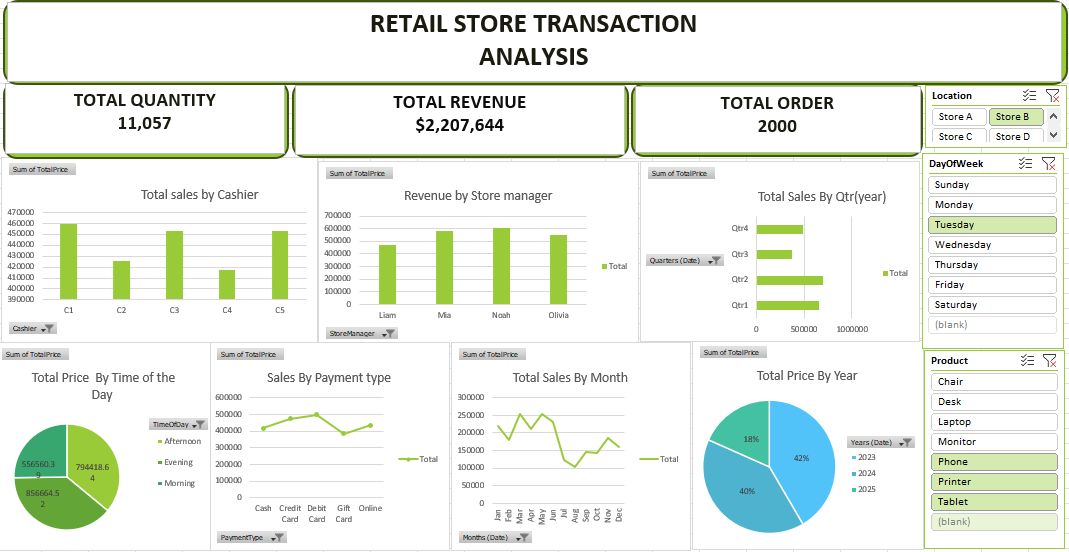 RETAIL STORE TRANSACTION
ANALYSIS
TOTAL QUANTITY
11,057
TOTAL REVENUE
$2,207,644
TOTAL ORDER
2000
Location
Store A
Store B
Store C
Store D
DayOfWeek
Sunday
Monday
Tuesday
Wednesday
Thursday
Friday
Saturday
(blank)
Product
Chair
Desk
Laptop
Monitor
Phone
Printer
Tablet
(blank)
Sum of TotalPrice
Total sales by Cashier
470000
460000
450000
440000
430000
420000
410000
400000
390000
C1 C2 C3 C4 C5
Cashier
Sum of TotalPrice
Revenue by Store manager
700000
600000
500000
400000
300000
200000
100000
0
Liam Mia Noah Olivia
Total
StoreManager
Sum of TotalPrice
Total Sales By Qtr(year)
Quarters (Date)
Qtr4
Qtr3
Qtr2
Qtr1
0 500000 1000000
Total
Sum of TotalPrice
Total Price By Time of the
Day
TimeOfDay
Afternoon
Evening
Morning
556560.3
9
794418.6
4
856664.5
2
Sum of TotalPrice
Sales By Payment type
600000
500000
400000
300000
200000
100000
0
Cash Credit Debit Gift Online
Card Card Card
Total
PaymentType
Sum of TotalPrice
Total Sales By Month
300000
250000
200000
150000
100000
50000
0
Jan Feb Mar Apr May Jun Jul Aug Sep Oct Nov Dec
Total
Months (Date)
Sum of TotalPrice
Total Price By Year
18%
42%
40%
Years (Date)
2023
2024
2025